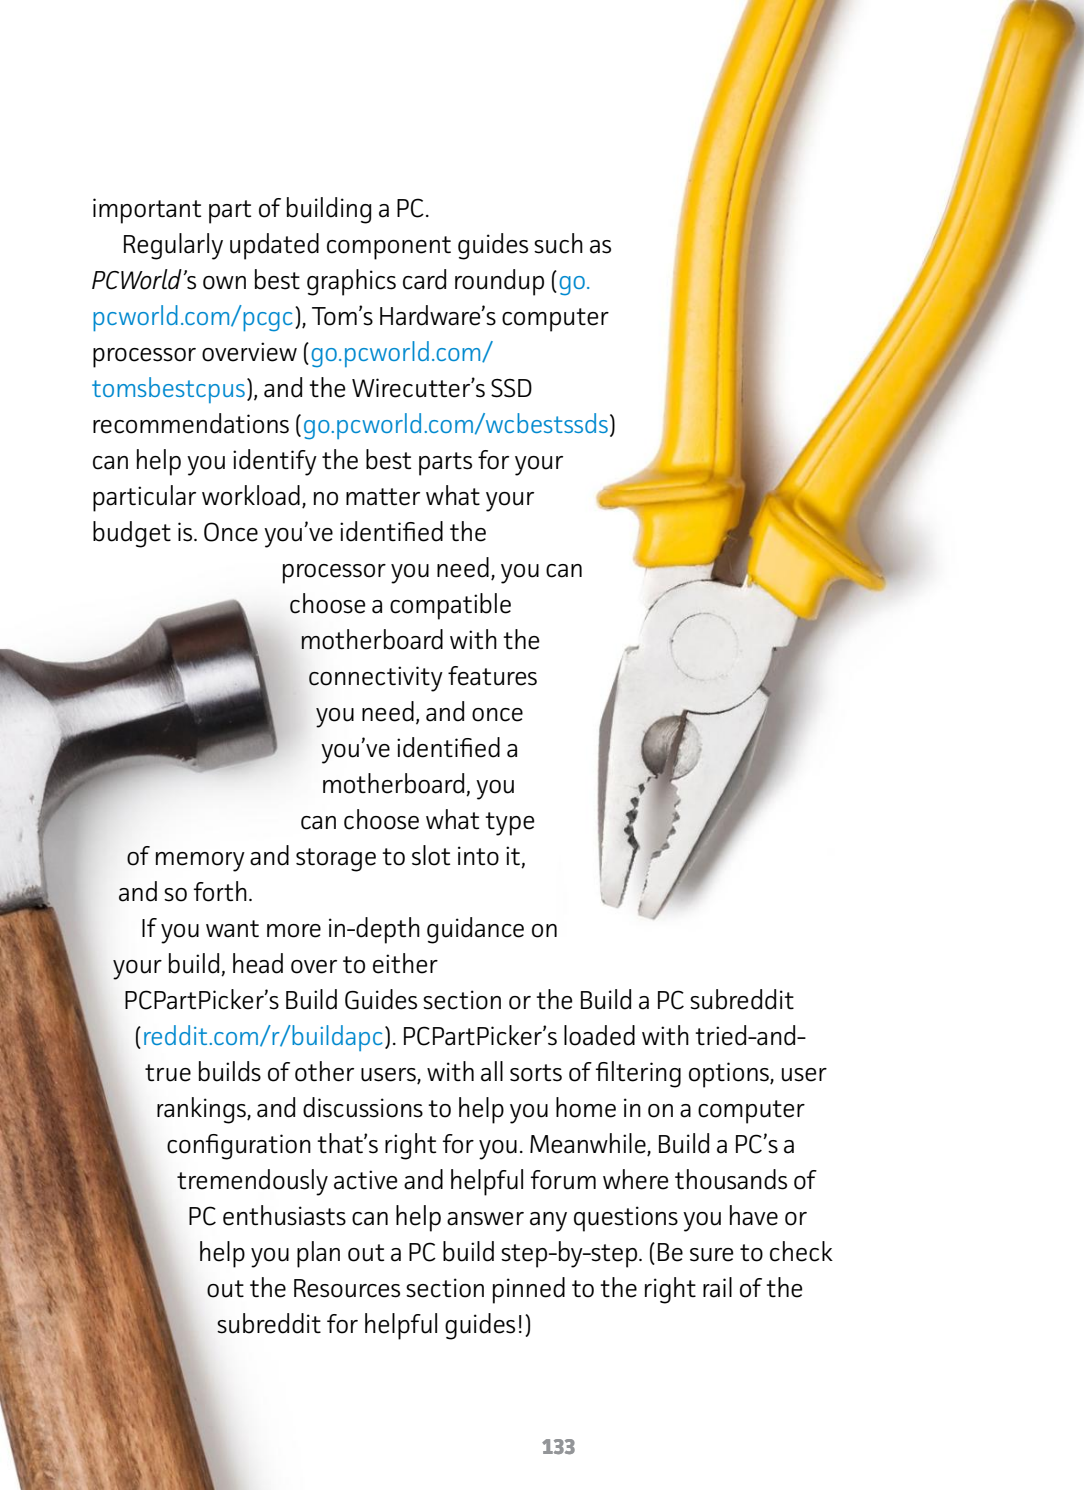 important part of building a PC.
Regularly updated component guides such as
PCWorld’s own best graphics card roundup (go.
pcworld.com/pcgc), Tom’s Hardware’s computer
processor overview (go.pcworld.com/
tomsbestcpus), and the Wirecutter’s SSD
recommendations (go.pcworld.com/wcbestssds)
can help you identify the best parts for your
particular workload, no matter what your
budget is. Once you’ve identified the
processor you need, you can
choose a compatible
motherboard with the
connectivity features
you need, and once
you’ve identified a
motherboard, you
can choose what type
of memory and storage to slot into it,
and so forth.
If you want more in-depth guidance on
your build, head over to either
PCPartPicker’s Build Guides section or the Build a PC subreddit
(reddit.com/r/buildapc). PCPartPicker’s loaded with tried-and-
true builds of other users, with all sorts of filtering options, user
rankings, and discussions to help you home in on a computer
configuration that’s right for you. Meanwhile, Build a PC’s a
tremendously active and helpful forum where thousands of
PC enthusiasts can help answer any questions you have or
help you plan out a PC build step-by-step. (Be sure to check
out the Resources section pinned to the right rail of the
subreddit for helpful guides!)
133